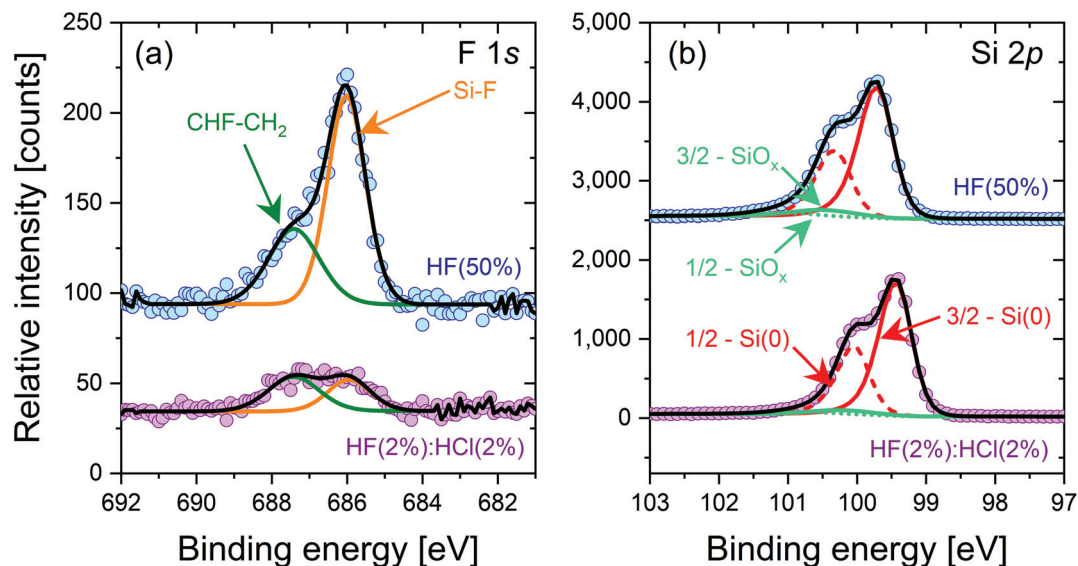 (a)
F 1s
Si-F
CHF-CH₂
HF(50%)
HF(2%):HCl(2%)
Relative intensity [counts]
250
200
150
100
50
0
692
690
688
686
684
682
Binding energy [eV]
(b)
Si 2p
3/2 - SiOₓ
HF(50%)
1/2 - SiOₓ
1/2 - Si(0)
3/2 - Si(0)
HF(2%):HCl(2%)
5,000
4,000
3,000
2,000
1,000
0
103
102
101
100
99
98
97
Binding energy [eV]